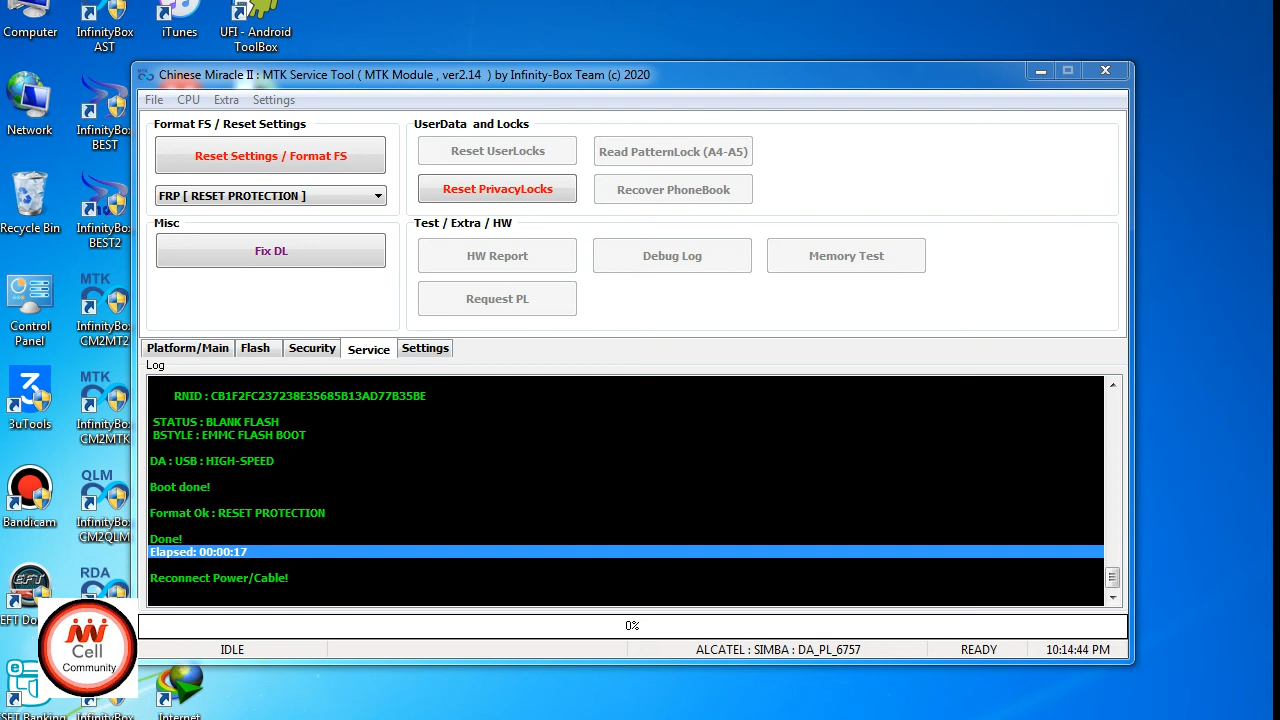 Computer
InfinityBox
AST
iTunes
UFI - Android
ToolBox
Network
InfinityBox
BEST
Recycle Bin
InfinityBox
BEST2
Control
Panel
MTK
InfinityBox
CM2MT2
3uTools
MTK
InfinityBox
CM2MTK
Bandicam
QLM
InfinityBox
CM2QLM
EFT
RDA
Cell
Community
Internet
Chinese Miracle II : MTK Service Tool ( MTK Module , ver2.14 ) by Infinity-Box Team (c) 2020
File CPU Extra Settings
Format FS / Reset Settings
Reset Settings / Format FS
FRP [ RESET PROTECTION ]
Misc
Fix DL
UserData and Locks
Reset UserLocks
Read PatternLock (A4-A5)
Reset PrivacyLocks
Recover PhoneBook
Test / Extra / HW
HW Report
Debug Log
Memory Test
Request PL
Platform/Main Flash Security Service Settings
Log
RNID : CB1F2FC237238E35685B13AD77B35BE
STATUS : BLANK FLASH
BSTYLE : EMMC FLASH BOOT
DA : USB : HIGH-SPEED
Boot done!
Format Ok : RESET PROTECTION
Done!
Elapsed: 00:00:17
Reconnect Power/Cable!
0%
IDLE
ALCATEL : SIMBA : DA_PL_6757
READY
10:14:44 PM